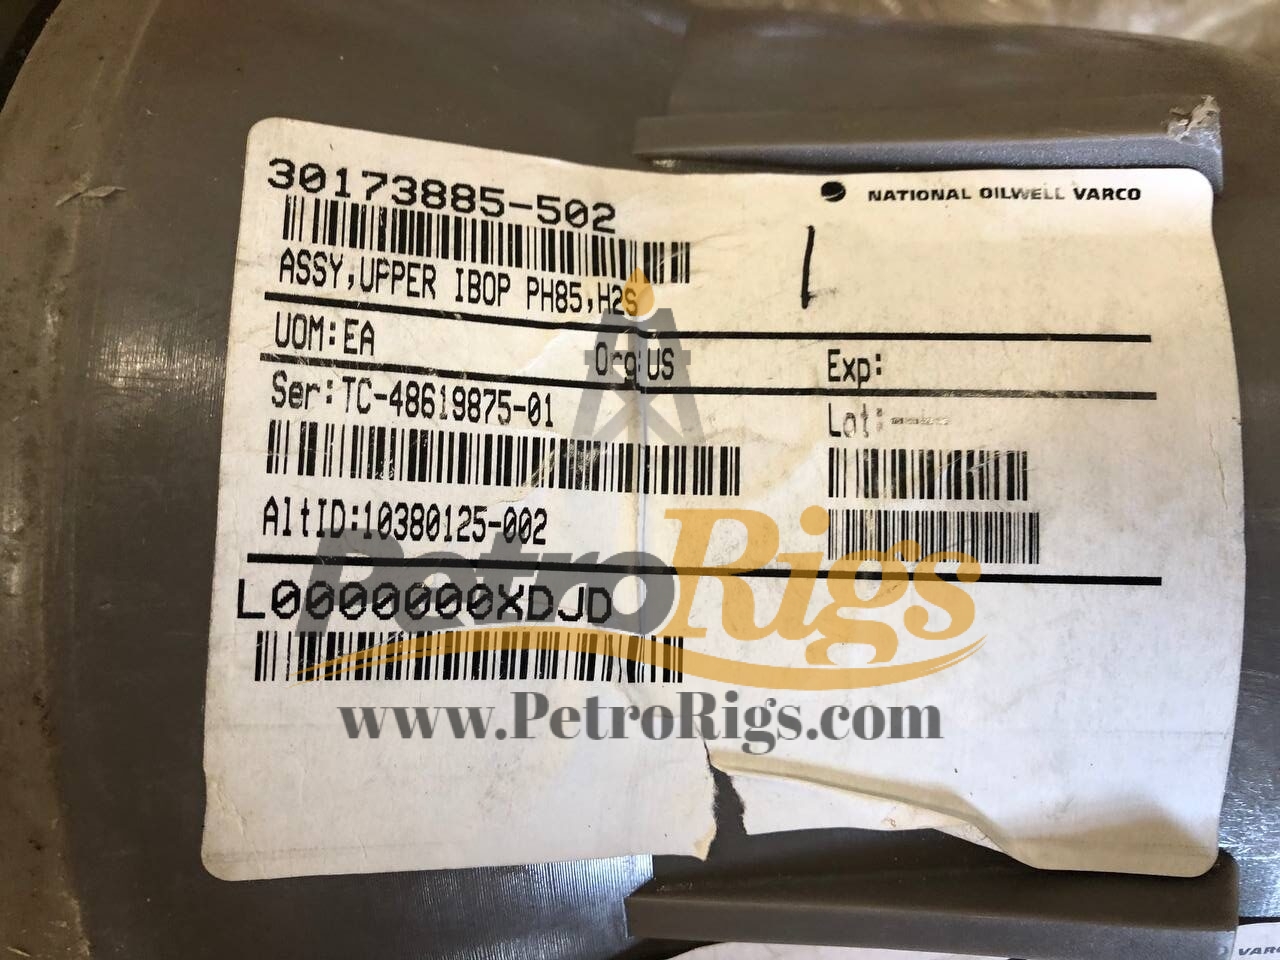 30173885-502
NATIONAL OILWELL VARCO
ASSY,UPPER IBOP PH85,H2S
UOM:EA Org:US Exp:
Ser:TC-48619875-01
Lot:
AltID:10380125-002
L0000000XDJD
PetroRigs
www.PetroRigs.com